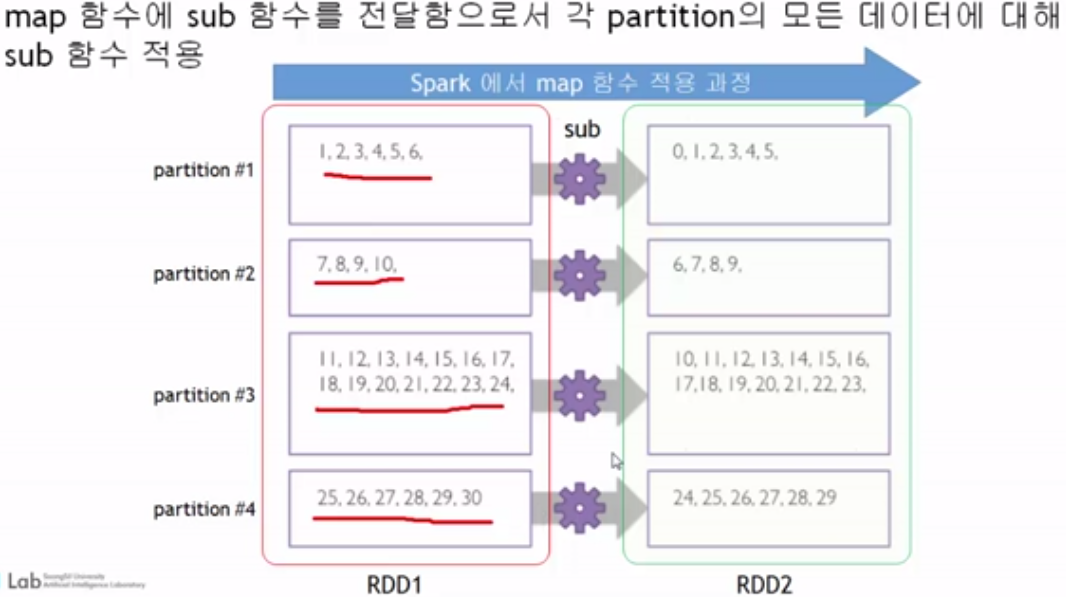 map 함수에 sub 함수를 전달함으로서 각 partition의 모든 데이터에 대해
sub 함수 적용
Spark 에서 map 함수 적용 과정
sub
partition #1
1, 2, 3, 4, 5, 6,
0, 1, 2, 3, 4, 5,
partition #2
7, 8, 9, 10,
6, 7, 8, 9,
partition #3
11, 12, 13, 14, 15, 16, 17,
18, 19, 20, 21, 22, 23, 24,
10, 11, 12, 13, 14, 15, 16,
17,18, 19, 20, 21, 22, 23,
partition #4
25, 26, 27, 28, 29, 30
24, 25, 26, 27, 28, 29
RDD1
RDD2
Lab
SoongSil University
Artificial Intelligence Laboratory